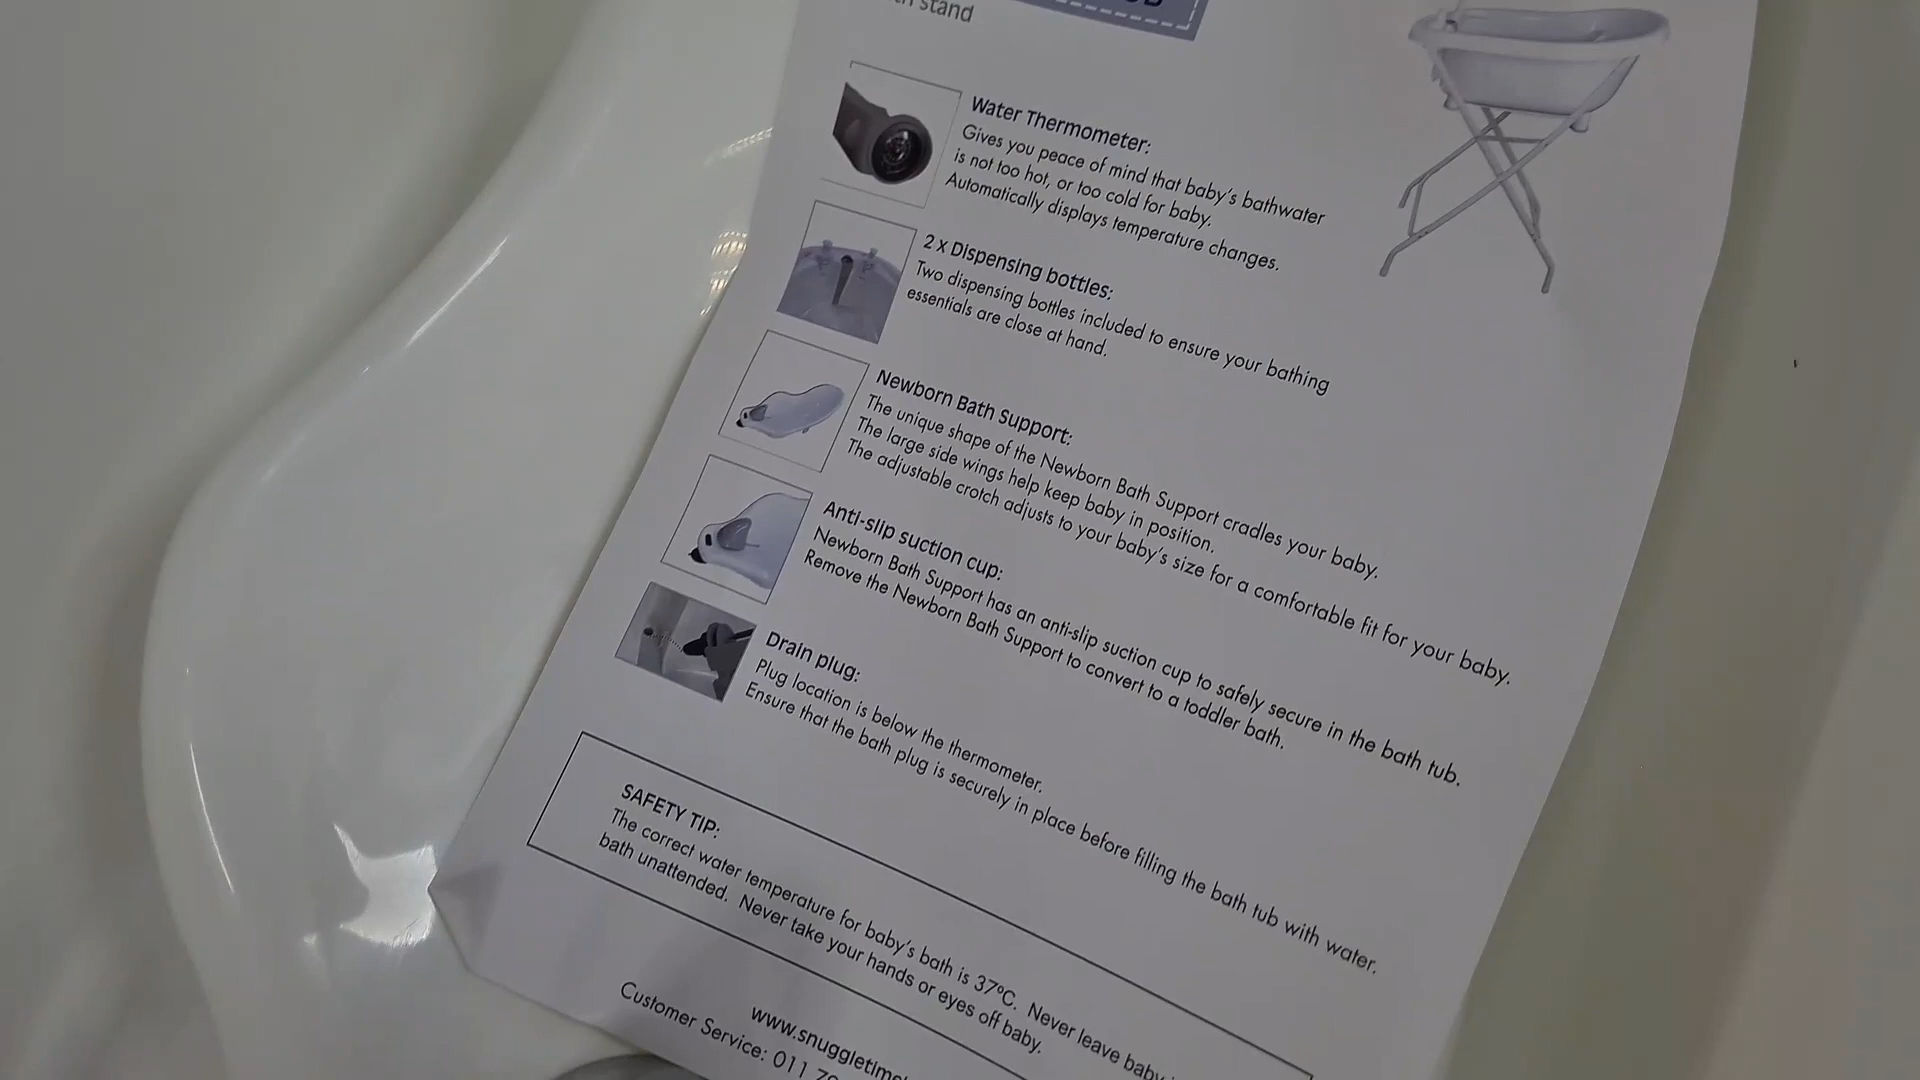 stand
Water Thermometer:
Gives you peace of mind that baby's bathwater
is not too hot, or too cold for baby.
Automatically displays temperature changes.
2 x Dispensing bottles:
Two dispensing bottles included to ensure your bathing
essentials are close at hand.
Newborn Bath Support:
The unique shape of the Newborn Bath Support cradles your baby.
The large side wings help keep baby in position.
The adjustable crotch adjusts to your baby's size for a comfortable fit for your baby.
Anti-slip suction cup:
Newborn Bath Support has an anti-slip suction cup to safely secure in the bath tub.
Remove the Newborn Bath Support to convert to a toddler bath.
Drain plug:
Plug location is below the thermometer.
Ensure that the bath plug is securely in place before filling the bath tub with water.
SAFETY TIP:
The correct water temperature for baby's bath is 37°C. Never leave baby
bath unattended. Never take your hands or eyes off baby.
www.snuggletime
Customer Service: 011